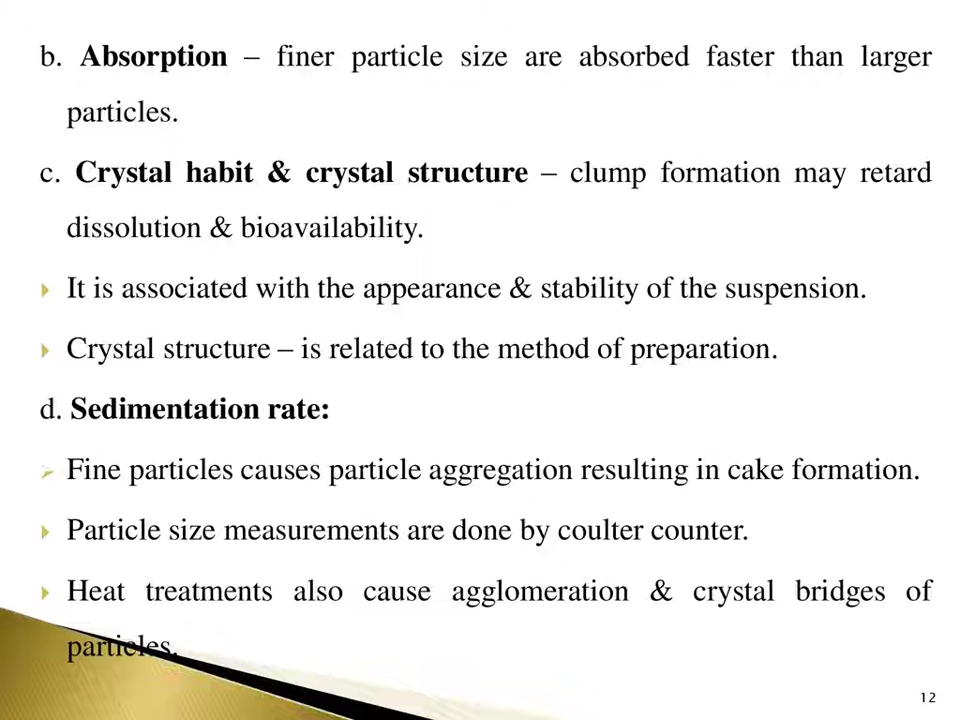 b. Absorption – finer particle size are absorbed faster than larger
particles.
c. Crystal habit & crystal structure – clump formation may retard
dissolution & bioavailability.
It is associated with the appearance & stability of the suspension.
Crystal structure – is related to the method of preparation.
d. Sedimentation rate:
Fine particles causes particle aggregation resulting in cake formation.
Particle size measurements are done by coulter counter.
Heat treatments also cause agglomeration & crystal bridges of
particles.
12